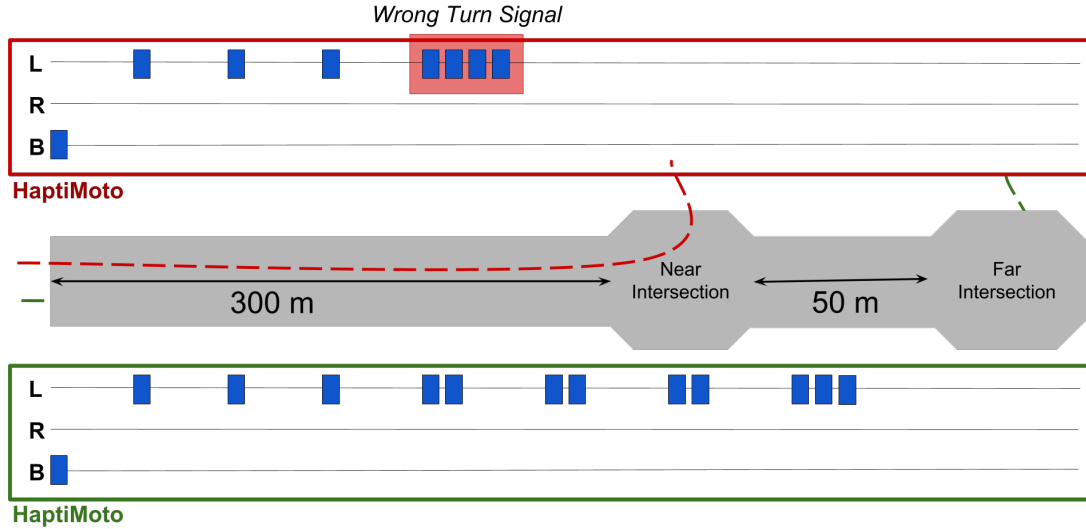 Wrong Turn Signal
L
R
B
HaptiMoto
300 m
Near
Intersection
50 m
Far
Intersection
L
R
B
HaptiMoto